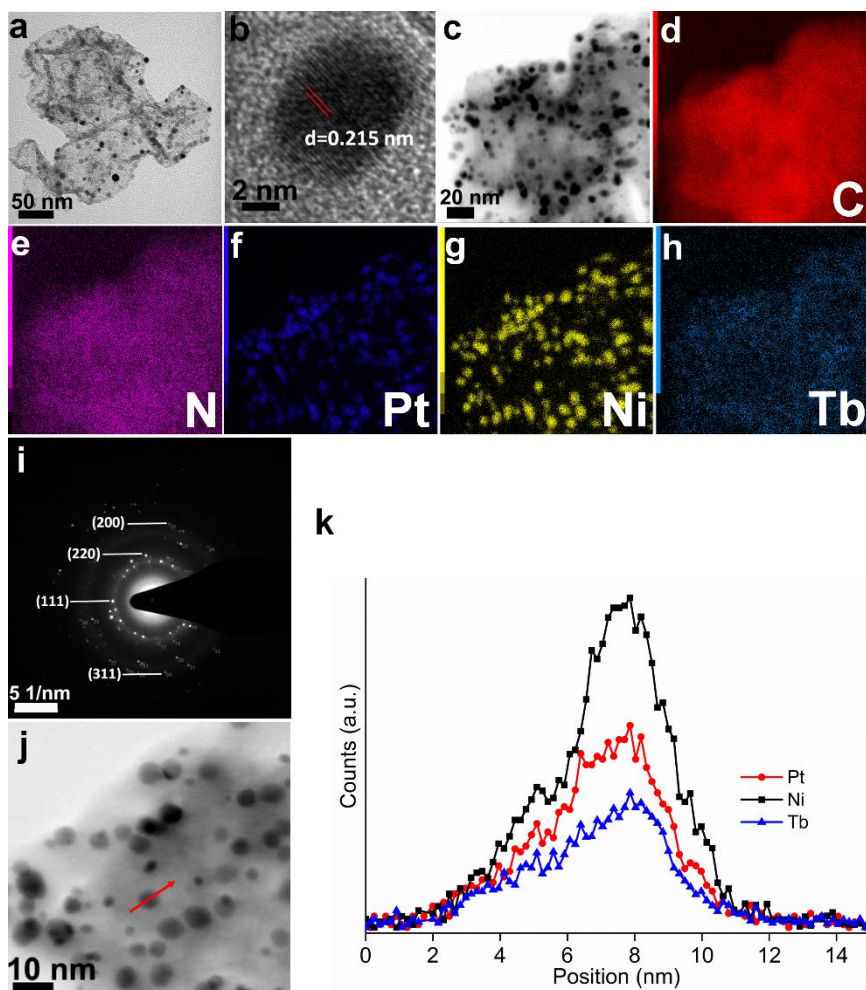 a
50 nm
b
d=0.215 nm
2 nm
c
20 nm
d
C
e
N
f
Pt
g
Ni
h
Tb
i
(200)
(220)
(111)
(311)
5 1/nm
j
10 nm
k
Counts (a.u.)
Pt
Ni
Tb
0 2 4 6 8 10 12 14
Position (nm)